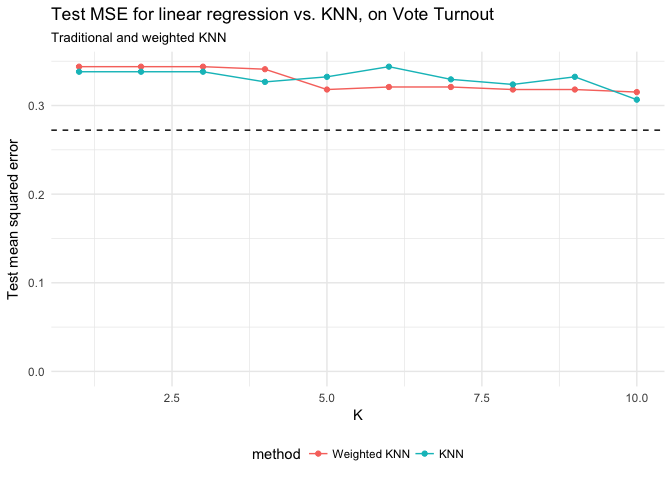 Test MSE for linear regression vs. KNN, on Vote Turnout
Traditional and weighted KNN
Test mean squared error
0.3
0.2
0.1
0.0
2.5 5.0 7.5 10.0
K
method Weighted KNN KNN